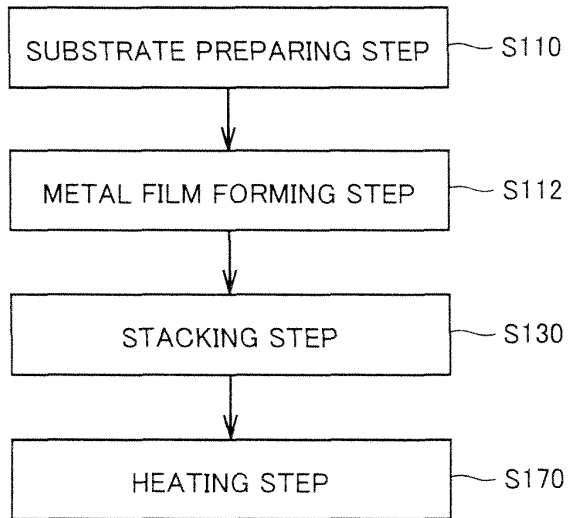 SUBSTRATE PREPARING STEP S110
METAL FILM FORMING STEP S112
STACKING STEP S130
HEATING STEP S170